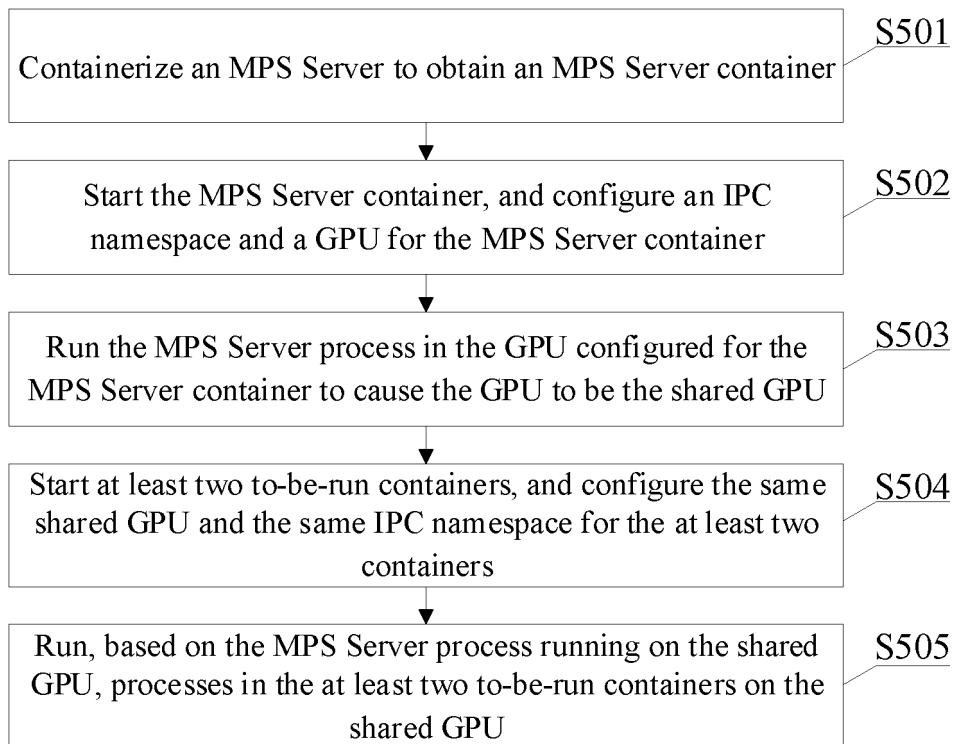 Containerize an MPS Server to obtain an MPS Server container
S501
Start the MPS Server container, and configure an IPC
namespace and a GPU for the MPS Server container
S502
Run the MPS Server process in the GPU configured for the
MPS Server container to cause the GPU to be the shared GPU
S503
Start at least two to-be-run containers, and configure the same
shared GPU and the same IPC namespace for the at least two
containers
S504
Run, based on the MPS Server process running on the shared
GPU, processes in the at least two to-be-run containers on the
shared GPU
S505